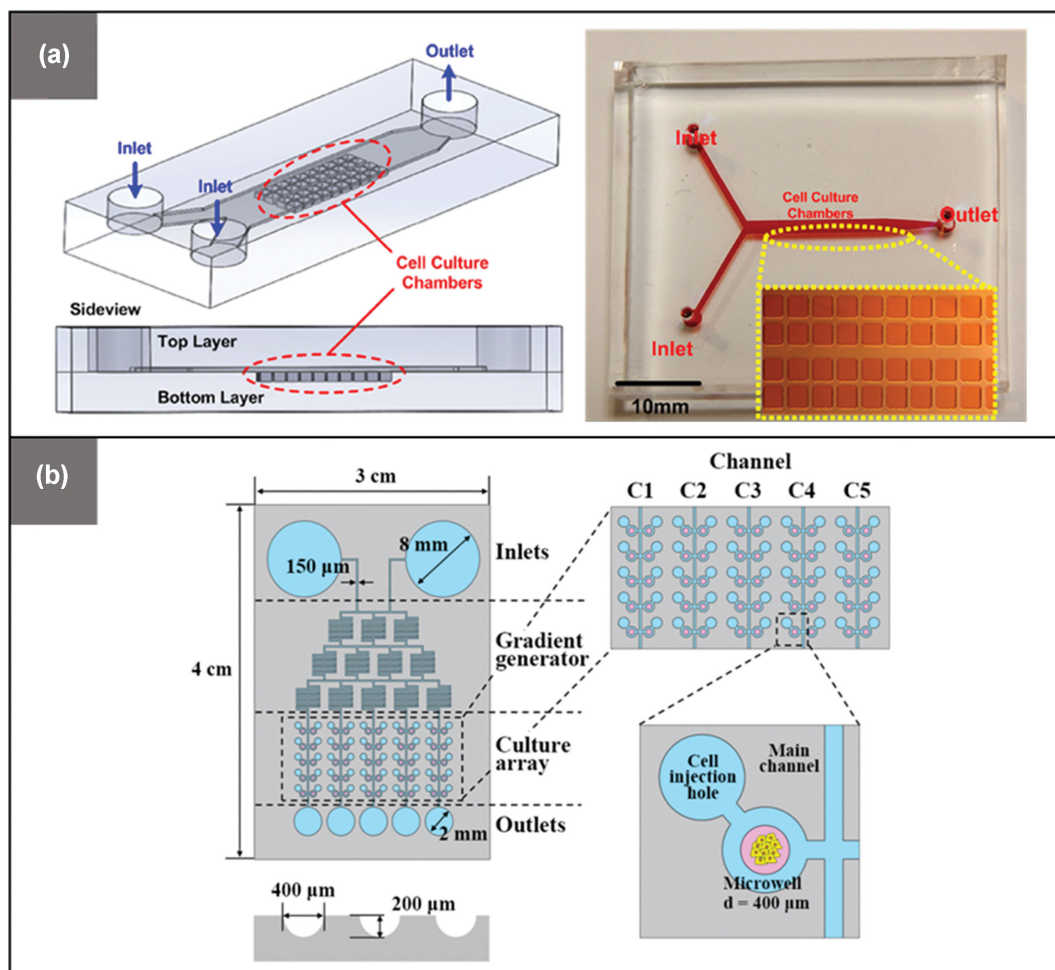 (a)
Outlet
Inlet
Inlet
Cell Culture
Chambers
Sideview
Top Layer
Bottom Layer
Inlet
Cell Culture
Chambers
Outlet
Inlet
10mm
(b)
3 cm
4 cm
150 µm
8 mm
Inlets
Gradient
generator
Culture
array
Outlets
2 mm
400 µm
200 µm
Channel
C1 C2 C3 C4 C5
Cell
injection
hole
Main
channel
Microwell
d = 400 µm